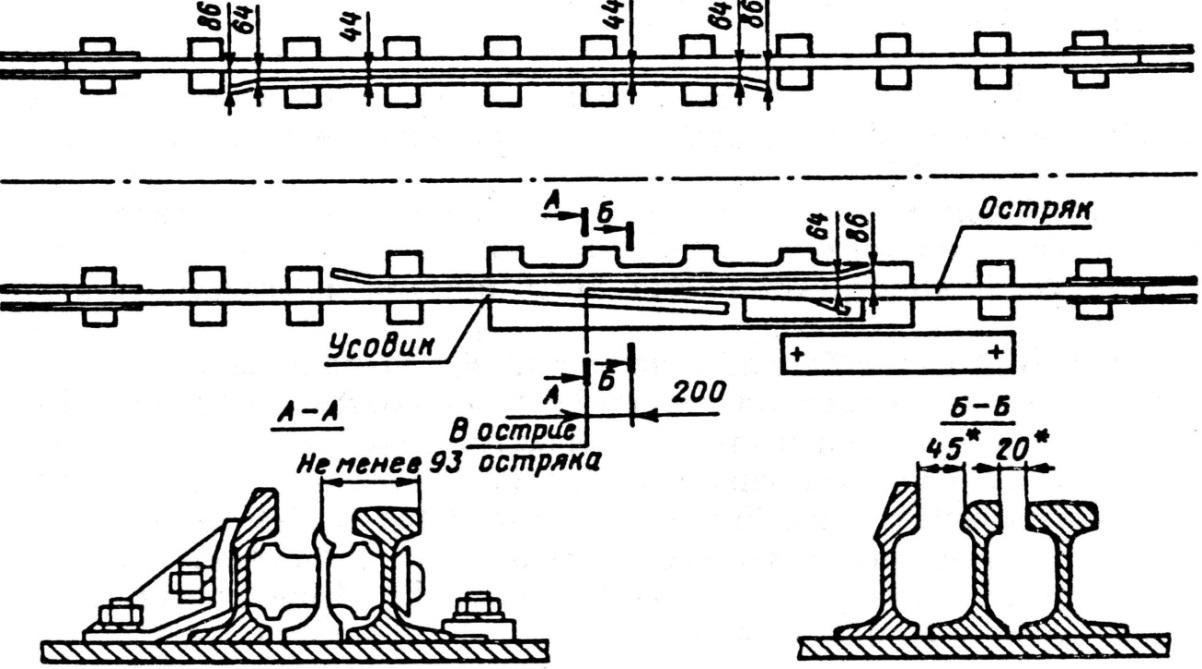 86 64 44 44 64 86
А Б 64 86 Остряк
Усовик
А Б 200
А-А
В острие
остряка
Не менее 93
Б-Б
45* 20*
+ +